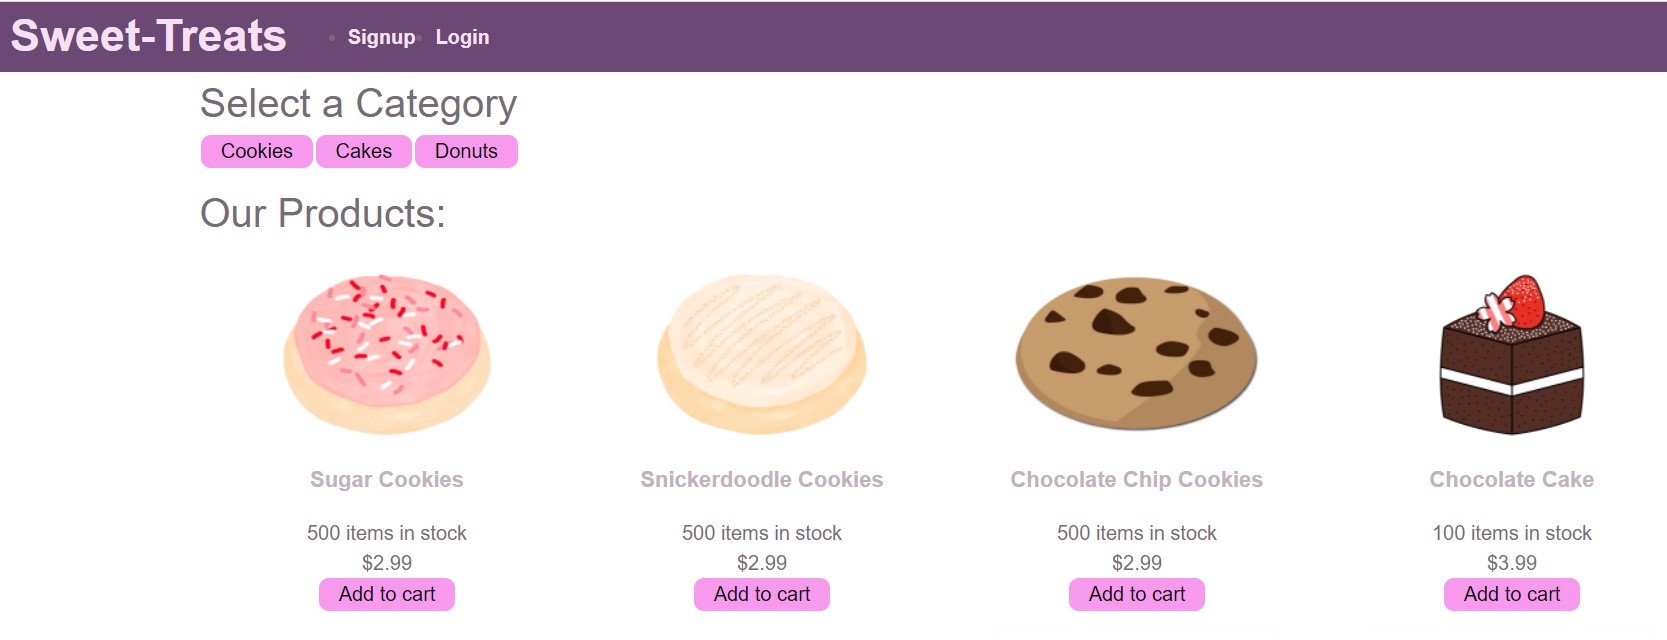 Sweet-Treats
Signup Login
Select a Category
Cookies Cakes Donuts
Our Products:
Sugar Cookies Snickerdoodle Cookies Chocolate Chip Cookies Chocolate Cake
500 items in stock 500 items in stock 500 items in stock 100 items in stock
$2.99 $2.99 $2.99 $3.99
Add to cart Add to cart Add to cart Add to cart